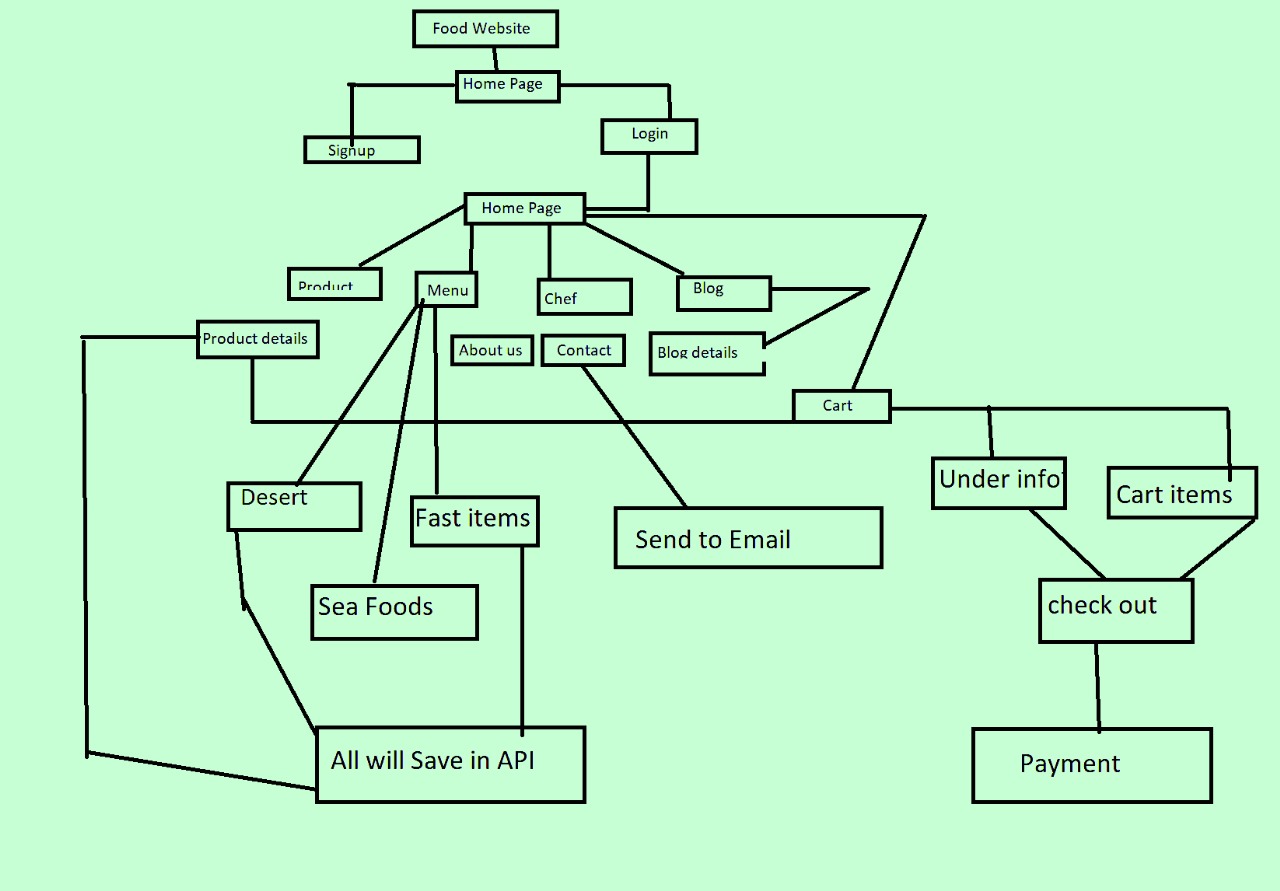 Food Website
Home Page
Signup
Login
Home Page
Product
Menu
Chef
Blog
Product details
About us
Contact
Blog details
Cart
Under info
Cart items
Desert
Fast items
Send to Email
Sea Foods
check out
All will Save in API
Payment